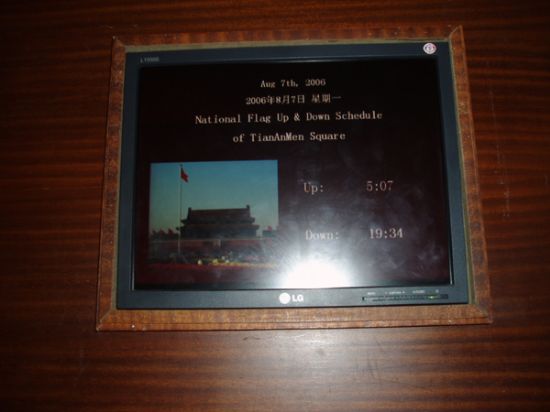 Aug 7th, 2006
2006年8月7日 星期一
National Flag Up & Down Schedule
of TianAnMen Square
Up: 5:07
Down: 19:34
LG